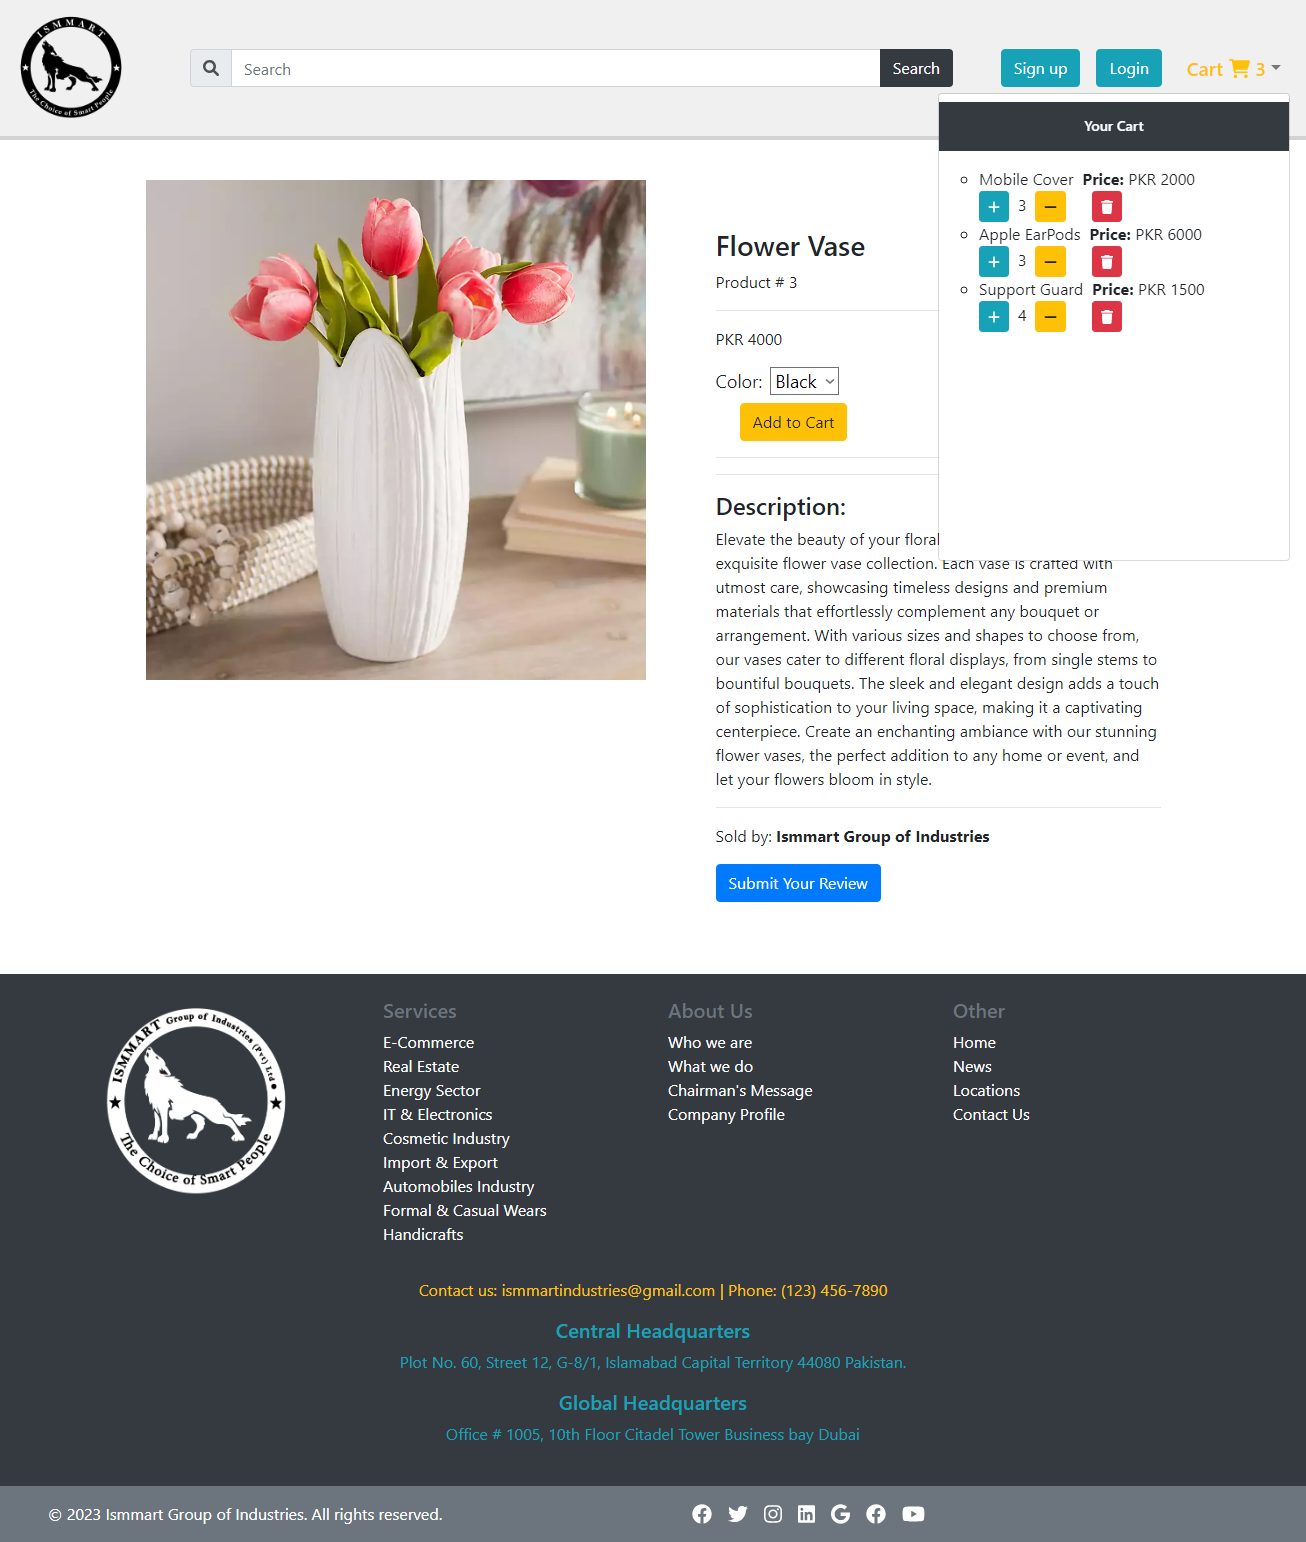 ISMMART
The Choice of Smart People
Search
Search
Sign up
Login
Cart 3
Your Cart
Mobile Cover Price: PKR 2000
3
Apple EarPods Price: PKR 6000
3
Support Guard Price: PKR 1500
4
Flower Vase
Product # 3
PKR 4000
Color: Black
Add to Cart
Description:
Elevate the beauty of your floral
exquisite flower vase collection. Each vase is crafted with
utmost care, showcasing timeless designs and premium
materials that effortlessly complement any bouquet or
arrangement. With various sizes and shapes to choose from,
our vases cater to different floral displays, from single stems to
bountiful bouquets. The sleek and elegant design adds a touch
of sophistication to your living space, making it a captivating
centerpiece. Create an enchanting ambiance with our stunning
flower vases, the perfect addition to any home or event, and
let your flowers bloom in style.
Sold by: Ismmart Group of Industries
Submit Your Review
ISMMART Group of Industries (Pvt) Ltd
The Choice of Smart People
Services
E-Commerce
Real Estate
Energy Sector
IT & Electronics
Cosmetic Industry
Import & Export
Automobiles Industry
Formal & Casual Wears
Handicrafts
About Us
Who we are
What we do
Chairman's Message
Company Profile
Other
Home
News
Locations
Contact Us
Contact us: ismmartindustries@gmail.com | Phone: (123) 456-7890
Central Headquarters
Plot No. 60, Street 12, G-8/1, Islamabad Capital Territory 44080 Pakistan.
Global Headquarters
Office # 1005, 10th Floor Citadel Tower Business bay Dubai
© 2023 Ismmart Group of Industries. All rights reserved.